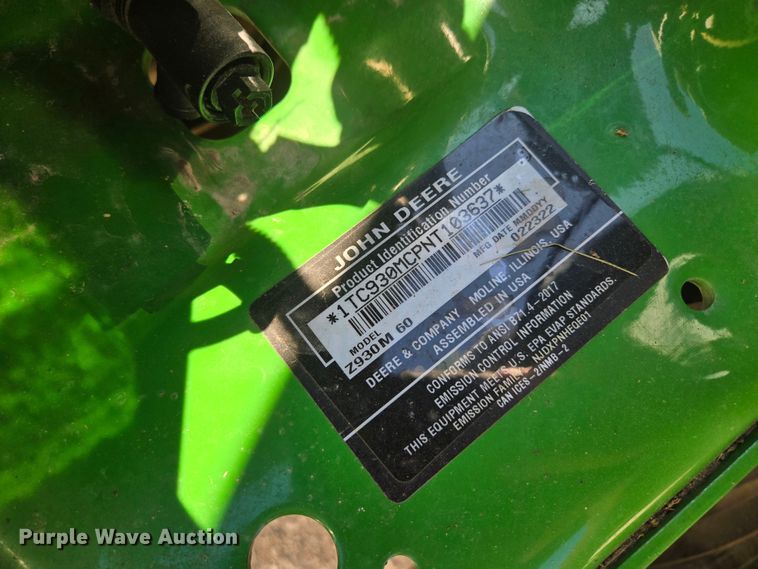 JOHN DEERE
Product Identification Number
*1TC930MCPNT103637*
MODEL
Z930M 60
MFG DATE MMDDYY
022322
DEERE & COMPANY MOLINE, ILLINOIS, USA
ASSEMBLED IN USA
CONFORMS TO ANSI B71.4-2017
EMISSION CONTROL INFORMATION
THIS EQUIPMENT MEETS U.S. EPA EVAP STANDARDS.
EMISSION FAMILY:
CAN ICES-2/NMB-2
Purple Wave Auction